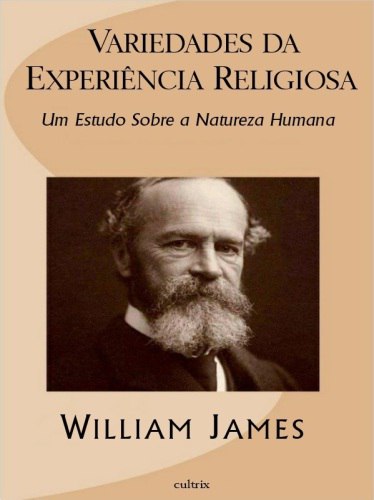 VARIEDADES DA
EXPERIÊNCIA RELIGIOSA
Um Estudo Sobre a Natureza Humana
WILLIAM JAMES
cultrix